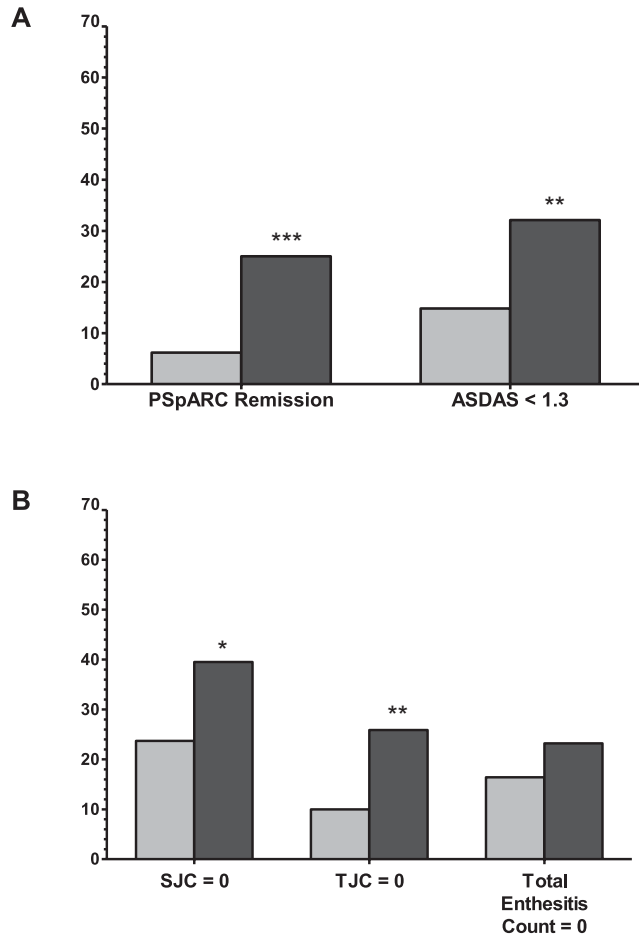 A
70
60
50
40
30
20
10
0
***
**
PSpARC Remission
ASDAS < 1.3
B
70
60
50
40
30
20
10
0
*
**
SJC = 0
TJC = 0
Total
Enthesitis
Count = 0